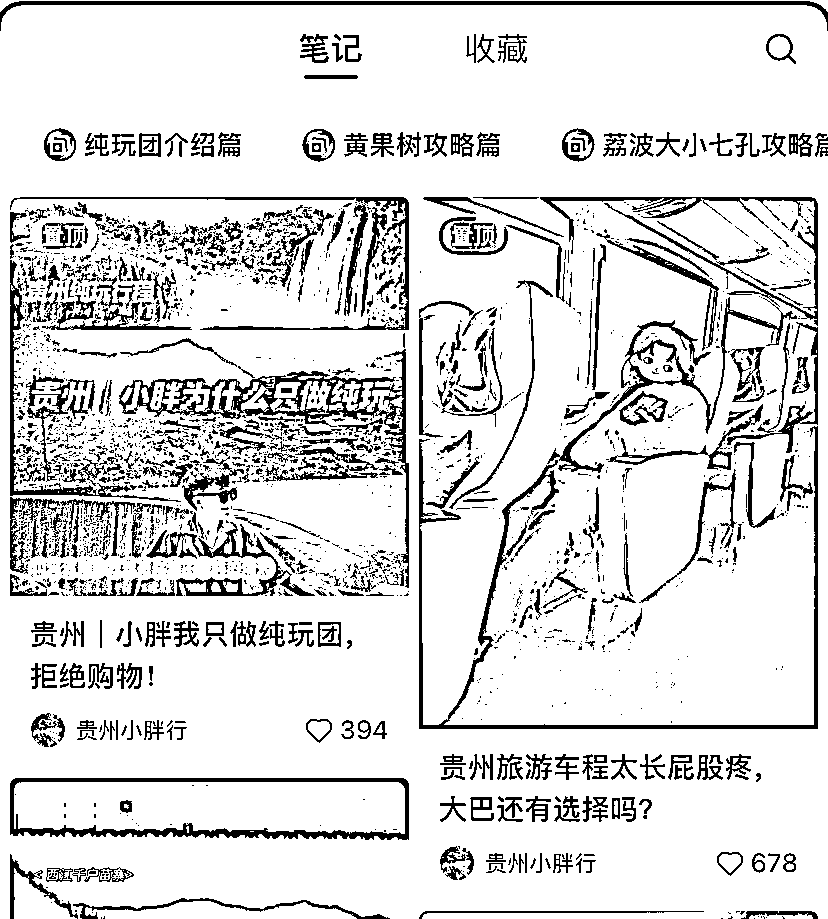 笔记
收藏
纯玩团介绍篇
黄果树攻略篇
荔波大小七孔攻略篇
置顶
贵州纯玩行
贵州｜小胖为什么只做纯玩
贵州｜小胖我只做纯玩团，
拒绝购物！
贵州小胖行
394
西江千户苗寨
置顶
贵州旅游车程太长屁股疼，
大巴还有选择吗？
贵州小胖行
678